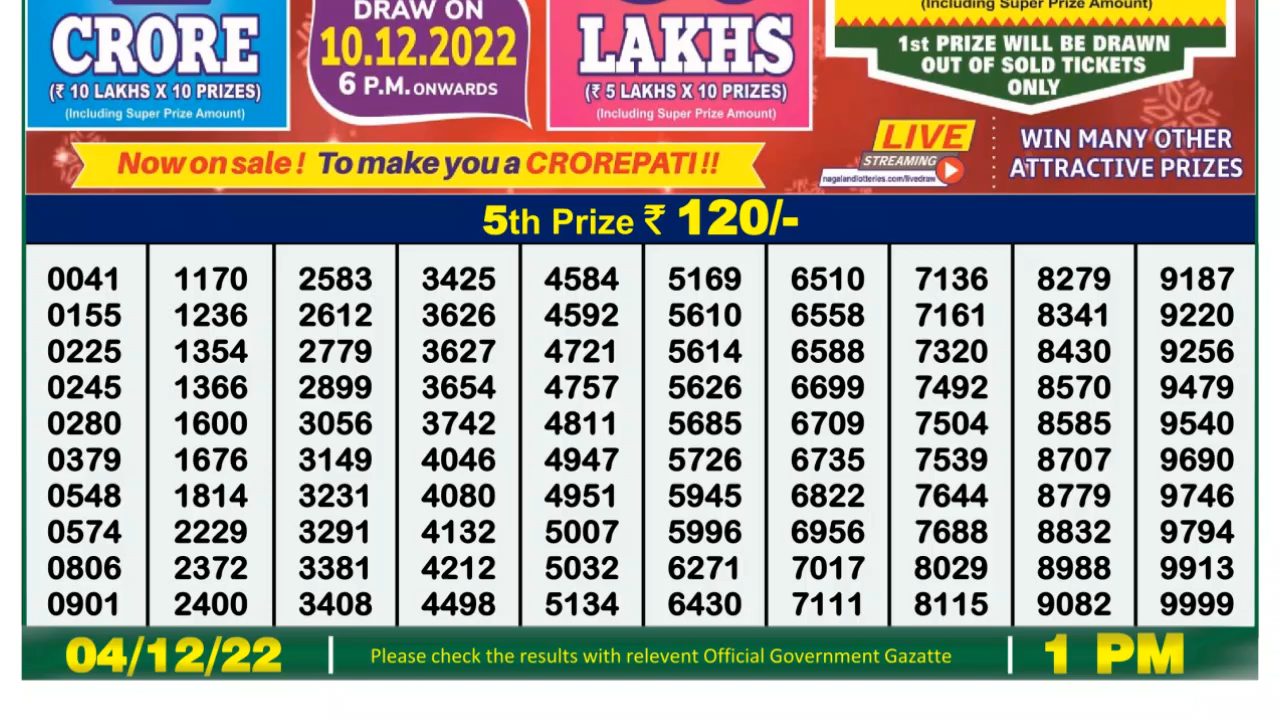 CRORE
(₹ 10 LAKHS X 10 PRIZES)
(Including Super Prize Amount)
DRAW ON
10.12.2022
6 P.M. ONWARDS
LAKHS
(₹ 5 LAKHS X 10 PRIZES)
(Including Super Prize Amount)
(Including Super Prize Amount)
1st PRIZE WILL BE DRAWN
OUT OF SOLD TICKETS
ONLY
Now on sale! To make you a CROREPATI!!
LIVE
STREAMING
nagalandlotteries.com/livedraw
WIN MANY OTHER
ATTRACTIVE PRIZES
5th Prize ₹ 120/-
0041 1170 2583 3425 4584 5169 6510 7136 8279 9187
0155 1236 2612 3626 4592 5610 6558 7161 8341 9220
0225 1354 2779 3627 4721 5614 6588 7320 8430 9256
0245 1366 2899 3654 4757 5626 6699 7492 8570 9479
0280 1600 3056 3742 4811 5685 6709 7504 8585 9540
0379 1676 3149 4046 4947 5726 6735 7539 8707 9690
0548 1814 3231 4080 4951 5945 6822 7644 8779 9746
0574 2229 3291 4132 5007 5996 6956 7688 8832 9794
0806 2372 3381 4212 5032 6271 7017 8029 8988 9913
0901 2400 3408 4498 5134 6430 7111 8115 9082 9999
04/12/22 Please check the results with relevent Official Government Gazatte 1 PM